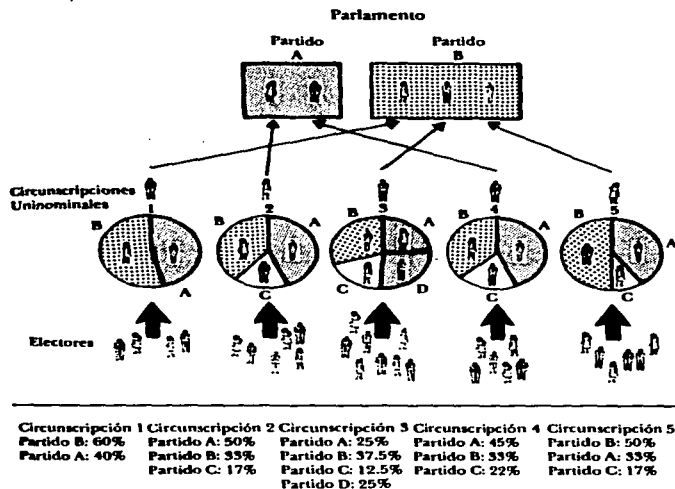 Parlamento
Partido A
Partido B
Circunscripciones Uninominales
1 2 3 4 5
B A
B A C
B A C D
B A C
B A C
Electores
Circunscripción 1 Circunscripción 2 Circunscripción 3 Circunscripción 4 Circunscripción 5
Partido B: 60% Partido A: 50% Partido A: 25% Partido A: 45% Partido B: 50%
Partido A: 40% Partido B: 33% Partido B: 37.5% Partido B: 33% Partido A: 33%
Partido C: 17% Partido C: 12.5% Partido C: 22% Partido C: 17%
Partido D: 25%